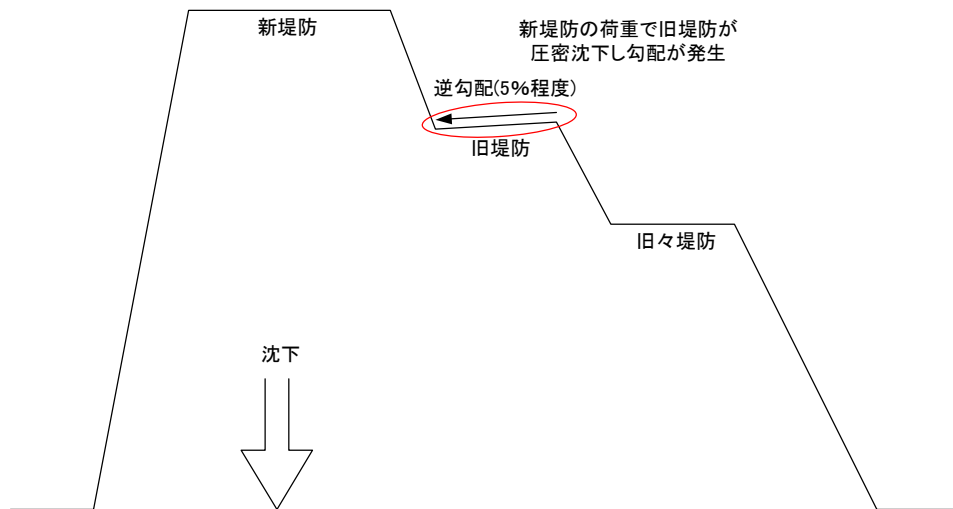 新堤防
新堤防の荷重で旧堤防が
圧密沈下し勾配が発生
逆勾配(5%程度)
旧堤防
旧々堤防
沈下